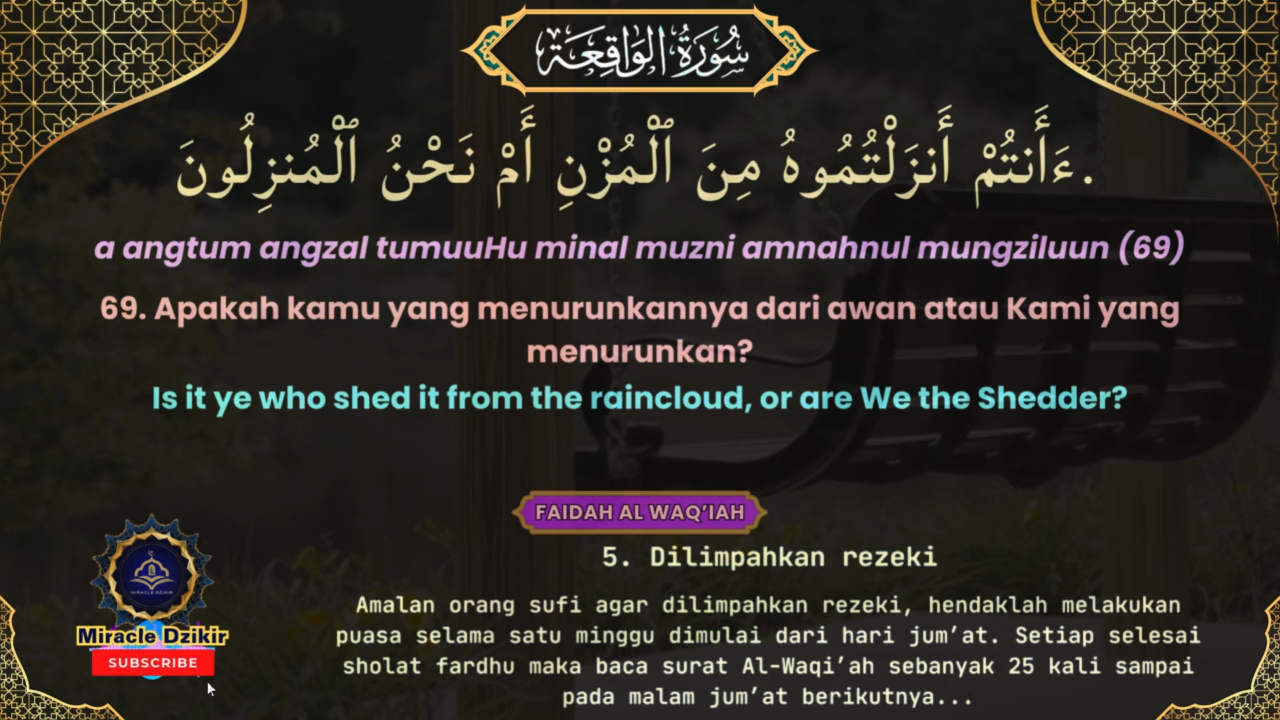 سُورَةُ الوَاقِعَة
ءَأَنتُمْ أَنزَلْتُمُوهُ مِنَ ٱلْمُزْنِ أَمْ نَحْنُ ٱلْمُنزِلُونَ.
a angtum angzal tumuuHu minal muzni amnahnul mungziluun (69)
69. Apakah kamu yang menurunkannya dari awan atau Kami yang
menurunkan?
Is it ye who shed it from the raincloud, or are We the Shedder?
FAIDAH AL WAQ’IAH
5. Dilimpahkan rezeki
Amalan orang sufi agar dilimpahkan rezeki, hendaklah melakukan
puasa selama satu minggu dimulai dari hari jum’at. Setiap selesai
sholat fardhu maka baca surat Al-Waqi’ah sebanyak 25 kali sampai
pada malam jum’at berikutnya...
MIRACLE DZIKIR
Miracle Dzikir
SUBSCRIBE